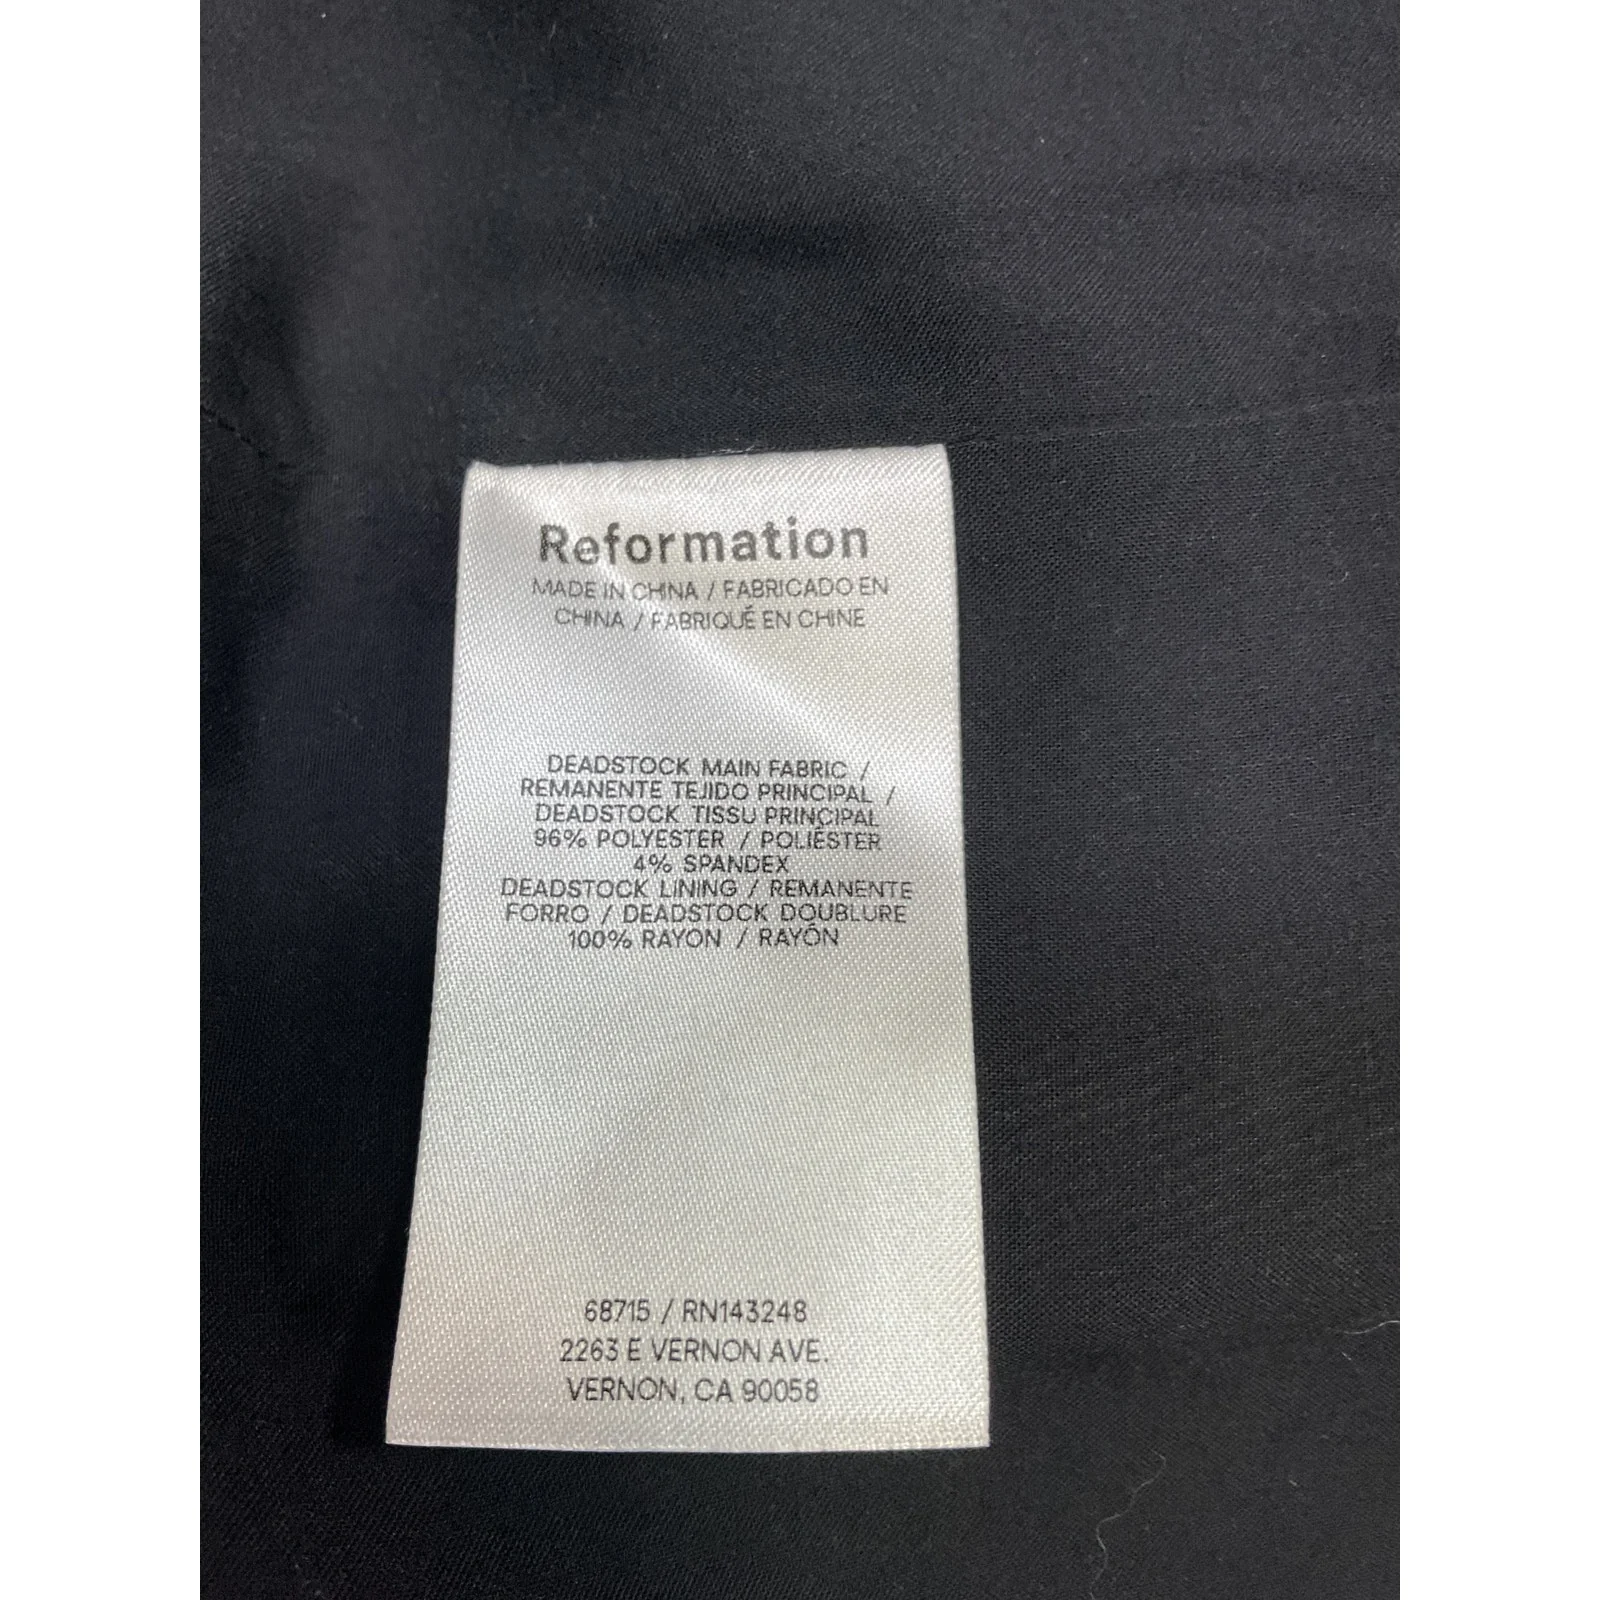 Reformation
MADE IN CHINA / FABRICADO EN
CHINA / FABRIQUÉ EN CHINE
DEADSTOCK MAIN FABRIC /
REMANENTE TEJIDO PRINCIPAL /
DEADSTOCK TISSU PRINCIPAL
96% POLYESTER / POLIÉSTER
4% SPANDEX
DEADSTOCK LINING / REMANENTE
FORRO / DEADSTOCK DOUBLURE
100% RAYON / RAYÓN
68715 / RN143248
2263 E VERNON AVE.
VERNON, CA 90058